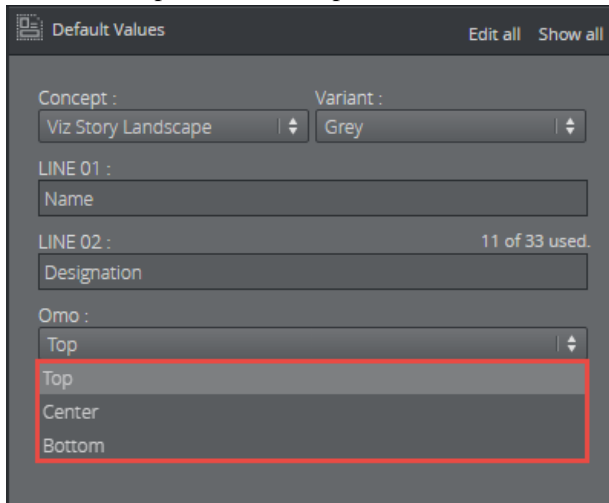 Default Values Edit all Show all
Concept : Variant :
Viz Story Landscape Grey
LINE 01 :
Name
LINE 02 : 11 of 33 used.
Designation
Omo :
Top
Top
Center
Bottom